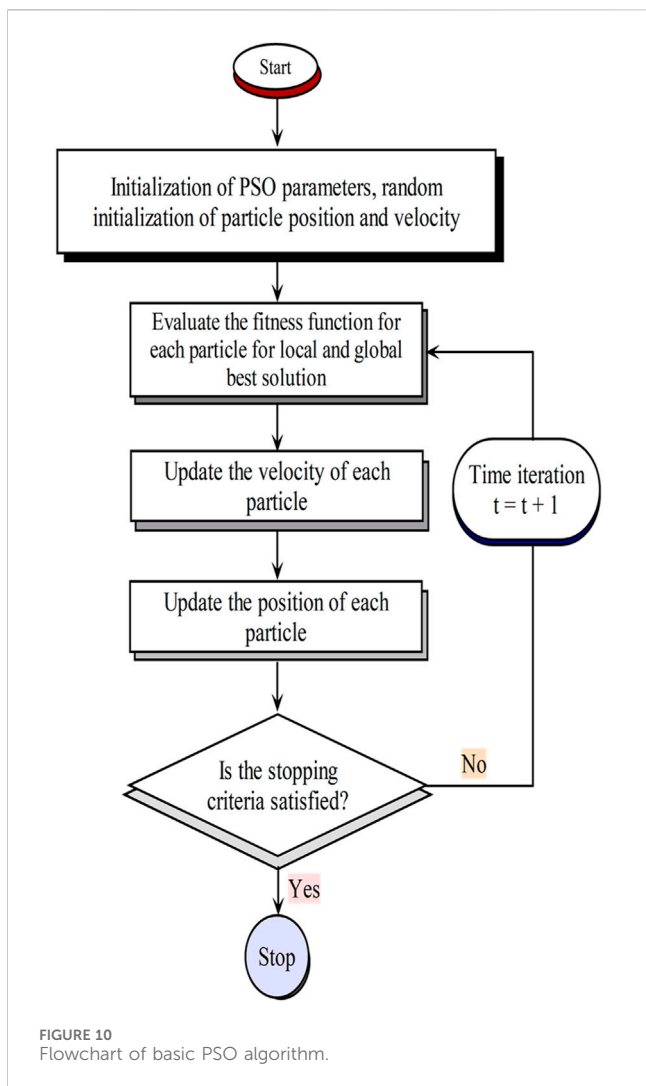 Start
Initialization of PSO parameters, random
initialization of particle position and velocity
Evaluate the fitness function for
each particle for local and global
best solution
Update the velocity of each
particle
Time iteration
t = t + 1
Update the position of each
particle
Is the stopping
criteria satisfied?
No
Yes
Stop
FIGURE 10
Flowchart of basic PSO algorithm.